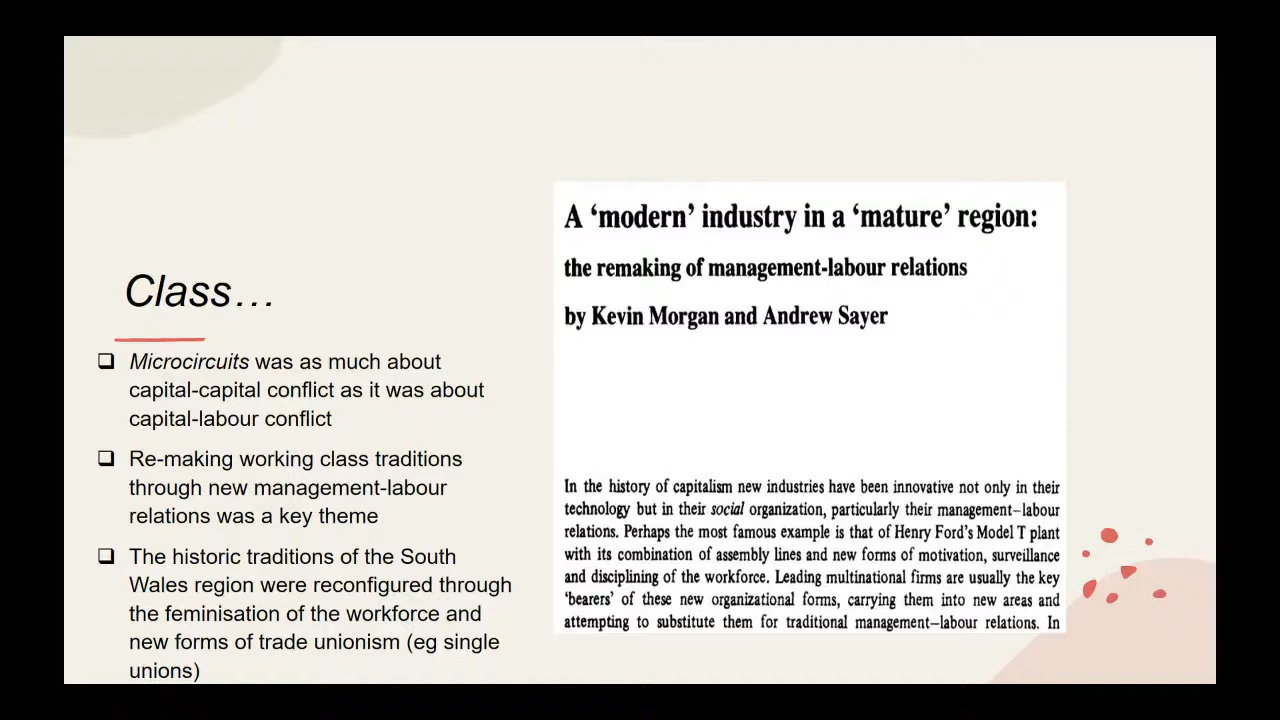 Class…
❑ Microcircuits was as much about
capital-capital conflict as it was about
capital-labour conflict
❑ Re-making working class traditions
through new management-labour
relations was a key theme
❑ The historic traditions of the South
Wales region were reconfigured through
the feminisation of the workforce and
new forms of trade unionism (eg single
unions)
A ‘modern’ industry in a ‘mature’ region:
the remaking of management-labour relations
by Kevin Morgan and Andrew Sayer
In the history of capitalism new industries have been innovative not only in their
technology but in their social organization, particularly their management–labour
relations. Perhaps the most famous example is that of Henry Ford’s Model T plant
with its combination of assembly lines and new forms of motivation, surveillance
and disciplining of the workforce. Leading multinational firms are usually the key
‘bearers’ of these new organizational forms, carrying them into new areas and
attempting to substitute them for traditional management–labour relations. In